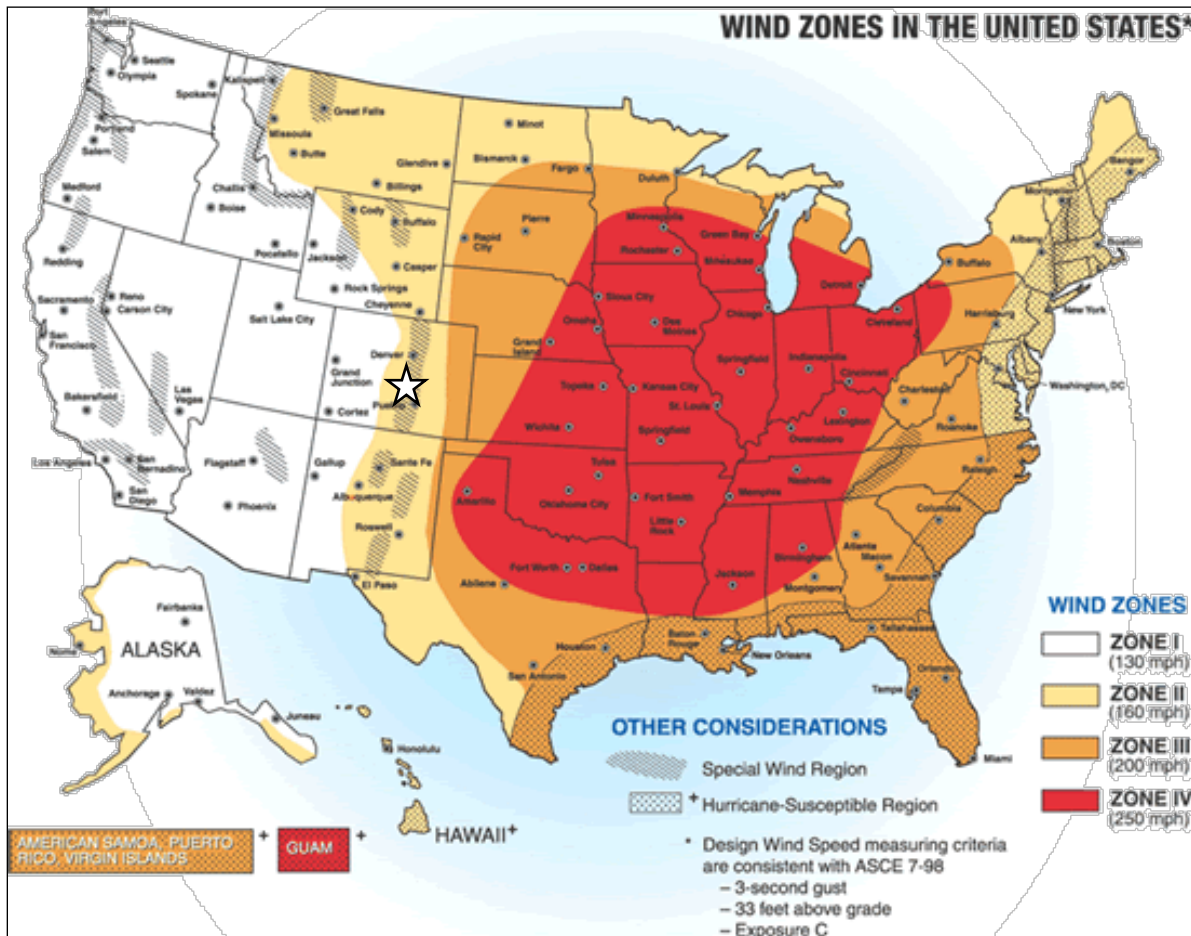 WIND ZONES IN THE UNITED STATES*
Port
Angeles
Seattle
Olympia
Spokane
Portland
Salem
Medford
Kalispell
Great Falls
Missoula
Butte
Glendive
Billings
Challis
Boise
Pocatello
Cody
Buffalo
Jackson
Casper
Rock Springs
Cheyenne
Minot
Bismarck
Fargo
Duluth
Pierre
Rapid
City
Minneapolis
Rochester
Green Bay
Milwaukee
Detroit
Chicago
Cleveland
Buffalo
Albany
Montpelier
Bangor
Boston
New York
Harrisburg
Washington, DC
Redding
Sacramento
San
Francisco
Reno
Carson City
Salt Lake City
Las
Vegas
Bakersfield
Los Angeles
San
Bernadino
San
Diego
Denver
Grand
Junction
Pueblo
Cortez
Flagstaff
Phoenix
Gallup
Sante Fe
Albuquerque
Roswell
El Paso
Sioux City
Omaha
Des
Moines
Grand
Island
Topeka
Kansas City
Wichita
St. Louis
Springfield
Springfield
Indianapolis
Cincinnati
Lexington
Owensboro
Charleston
Roanoke
Raleigh
Nashville
Memphis
Tulsa
Oklahoma City
Amarillo
Fort Smith
Little
Rock
Fort Worth
Dallas
Abilene
Jackson
Birmingham
Montgomery
Atlanta
Macon
Columbia
Savannah
Tallahassee
Houston
San Antonio
Baton
Rouge
New Orleans
Orlando
Tampa
Miami
Fairbanks
Nome
ALASKA
Anchorage
Valdez
Juneau
Honolulu
HAWAII+
AMERICAN SAMOA, PUERTO
RICO, VIRGIN ISLANDS
+
GUAM
+
OTHER CONSIDERATIONS
Special Wind Region
+ Hurricane-Susceptible Region
* Design Wind Speed measuring criteria
are consistent with ASCE 7-98
– 3-second gust
– 33 feet above grade
– Exposure C
WIND ZONES
ZONE I
(130 mph)
ZONE II
(160 mph)
ZONE III
(200 mph)
ZONE IV
(250 mph)